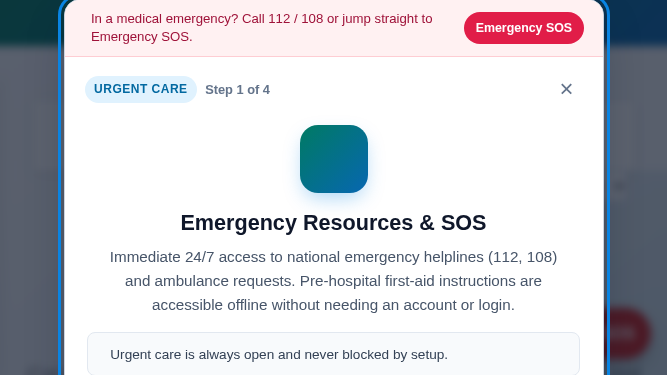 In a medical emergency? Call 112 / 108 or jump straight to
Emergency SOS.
Emergency SOS
URGENT CARE
Step 1 of 4
Emergency Resources & SOS
Immediate 24/7 access to national emergency helplines (112, 108)
and ambulance requests. Pre-hospital first-aid instructions are
accessible offline without needing an account or login.
Urgent care is always open and never blocked by setup.